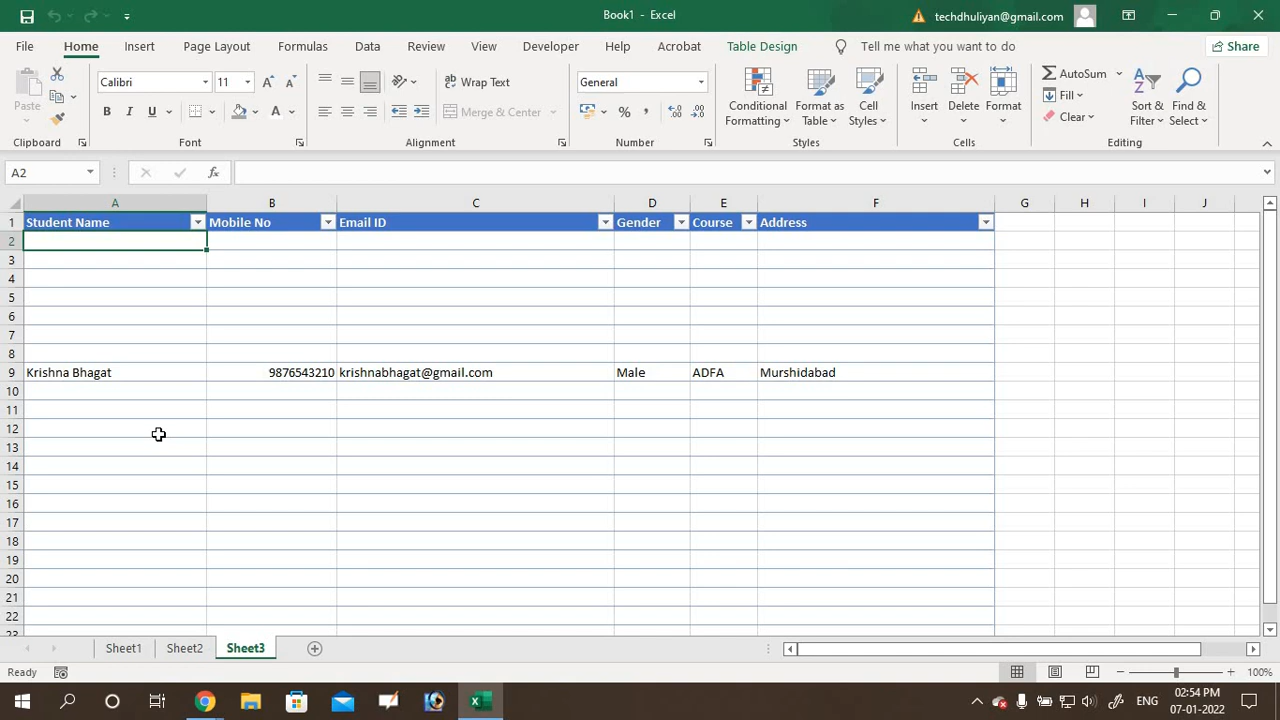 Book1 - Excel
techdhuliyan@gmail.com
File Home Insert Page Layout Formulas Data Review View Developer Help Acrobat Table Design Tell me what you want to do Share
Paste
Calibri 11
B I U A
Wrap Text
Merge & Center
General
Conditional Formatting
Format as Table
Cell Styles
Insert Delete Format
AutoSum
Fill
Clear
Sort & Filter
Find & Select
Clipboard Font Alignment Number Styles Cells Editing
A2 fx
A B C D E F G H I J
1 Student Name Mobile No Email ID Gender Course Address
2
3
4
5
6
7
8
9 Krishna Bhagat 9876543210 krishnabhagat@gmail.com Male ADFA Murshidabad
10
11
12
13
14
15
16
17
18
19
20
21
22
23
Sheet1 Sheet2 Sheet3
Ready 100%
ENG 02:54 PM
07-01-2022